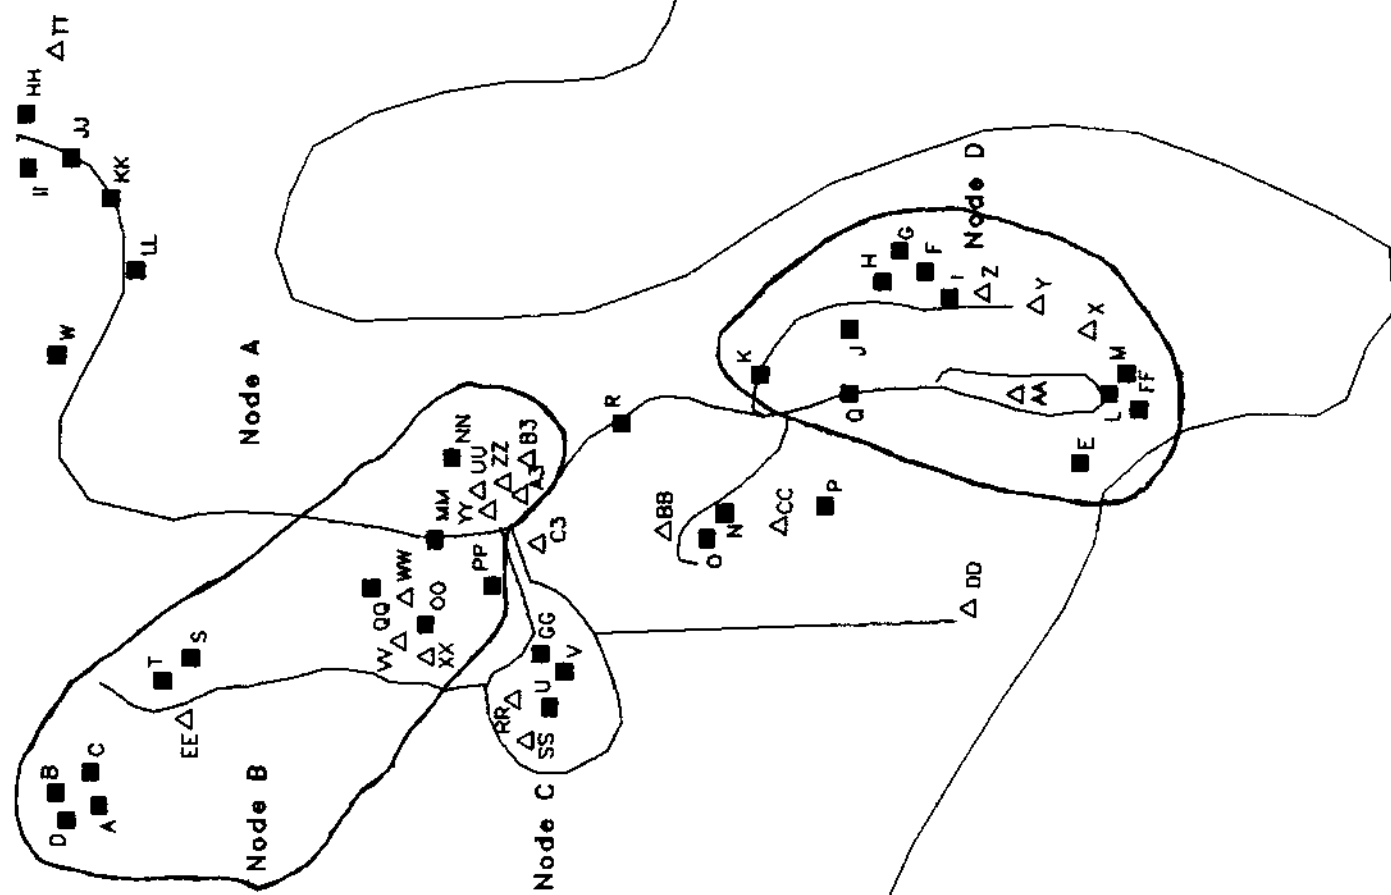 HH
II
B
D
TT
W
JJ
C
A
KK
LL
T
EE
S
Node A
Node B
QQ
VV
WW
OO
MM
XX
NN
YY
UU
PP
ZZ
RR
B3
A3
U
Node C
SS
GG
C3
V
R
BB
O
N
K
CC
P
Q
J
H
G
F
I
DD
Node D
Z
AA
Y
E
X
L
M
FF